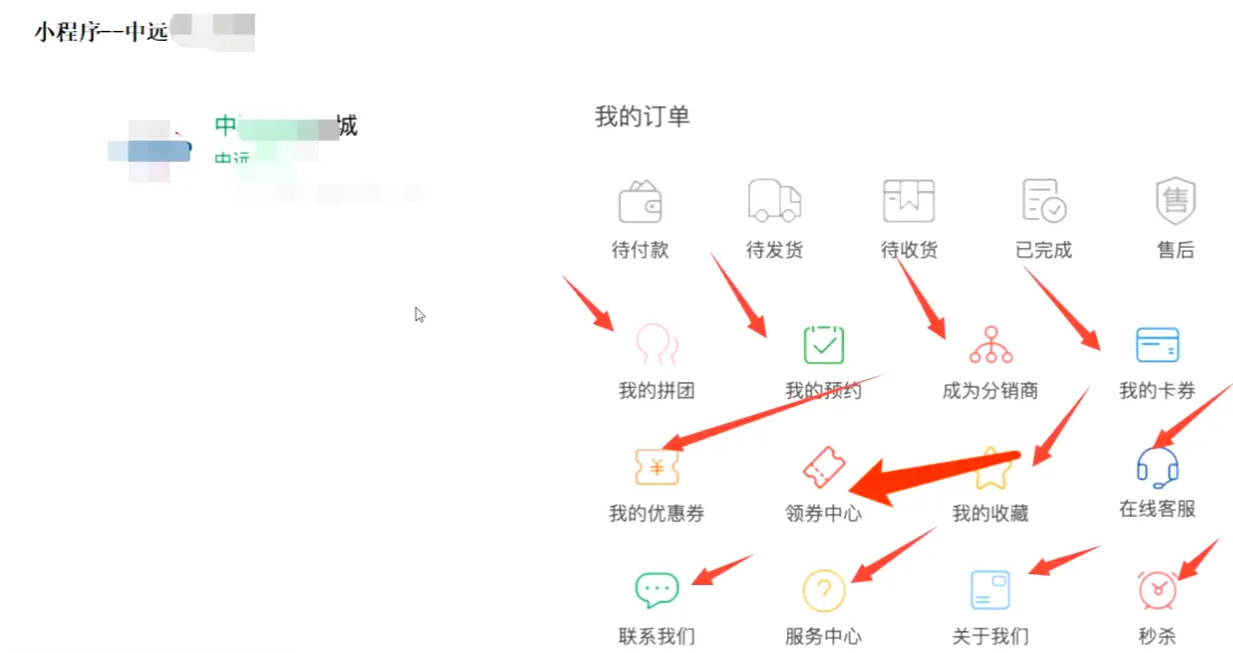 小程序--中远
中
城
中远
我的订单
待付款 待发货 待收货 已完成 售后
售
我的拼团 我的预约 成为分销商 我的卡券
我的优惠券 领券中心 我的收藏 在线客服
联系我们 服务中心 关于我们 秒杀